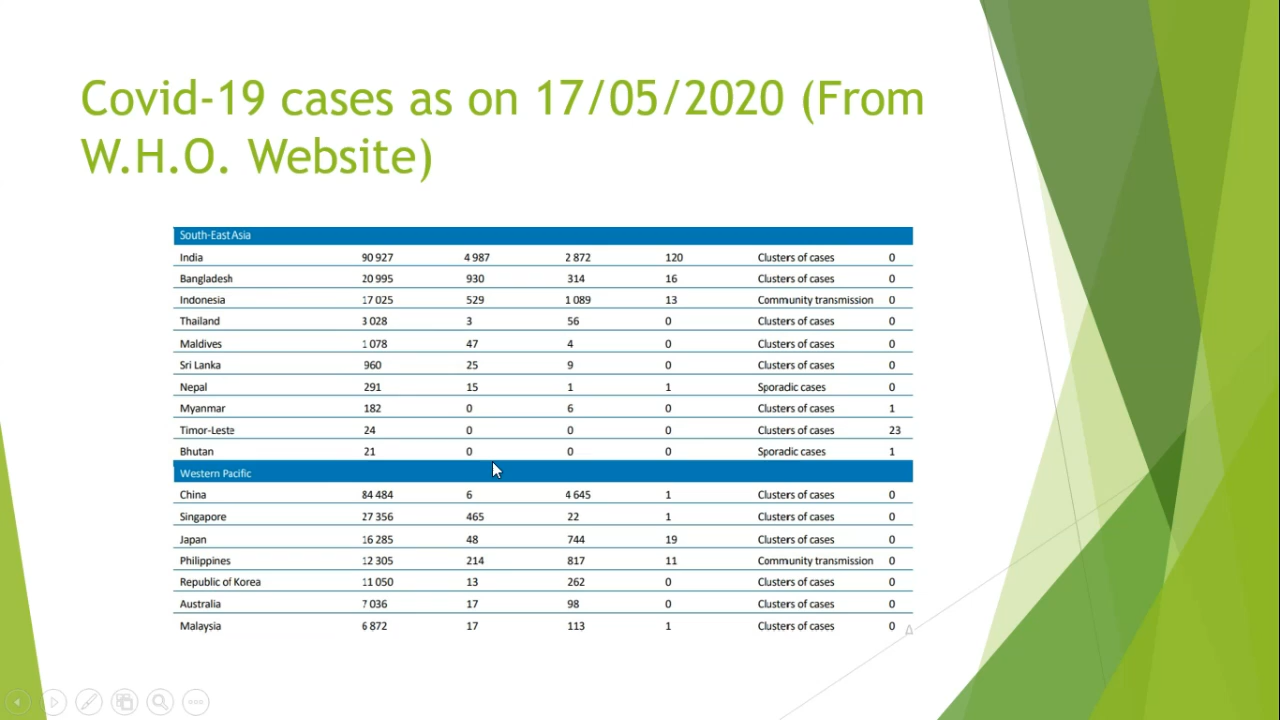 Covid-19 cases as on 17/05/2020 (From
W.H.O. Website)
South-East Asia
India 90 927 4 987 2 872 120 Clusters of cases 0
Bangladesh 20 995 930 314 16 Clusters of cases 0
Indonesia 17 025 529 1 089 13 Community transmission 0
Thailand 3 028 3 56 0 Clusters of cases 0
Maldives 1 078 47 4 0 Clusters of cases 0
Sri Lanka 960 25 9 0 Clusters of cases 0
Nepal 291 15 1 1 Sporadic cases 0
Myanmar 182 0 6 0 Clusters of cases 1
Timor-Leste 24 0 0 0 Clusters of cases 23
Bhutan 21 0 0 0 Sporadic cases 1
Western Pacific
China 84 484 6 4 645 1 Clusters of cases 0
Singapore 27 356 465 22 1 Clusters of cases 0
Japan 16 285 48 744 19 Clusters of cases 0
Philippines 12 305 214 817 11 Community transmission 0
Republic of Korea 11 050 13 262 0 Clusters of cases 0
Australia 7 036 17 98 0 Clusters of cases 0
Malaysia 6 872 17 113 1 Clusters of cases 0